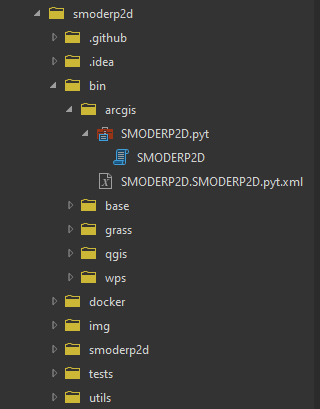 smoderp2d
.github
.idea
bin
arcgis
SMODERP2D.pyt
SMODERP2D
SMODERP2D.SMODERP2D.pyt.xml
base
grass
qgis
wps
docker
img
smoderp2d
tests
utils